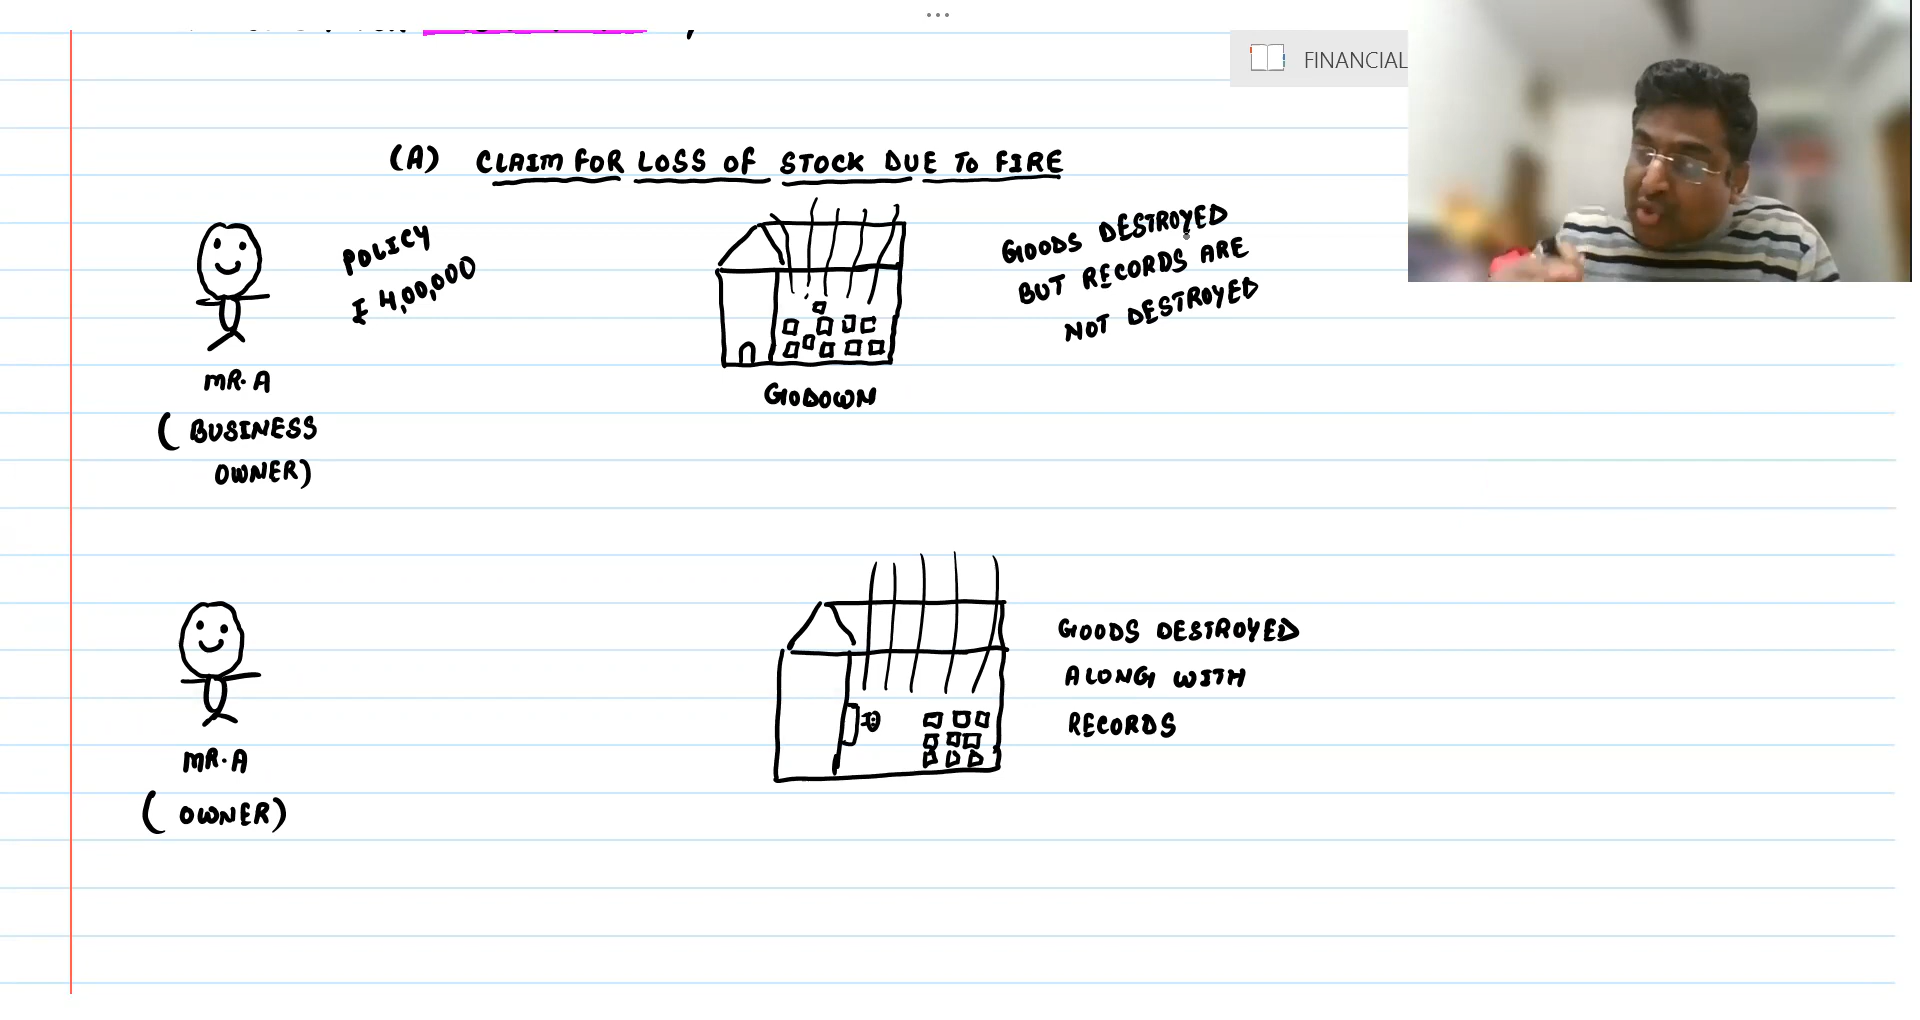 FINANCIAL
(A) CLAIM FOR LOSS OF STOCK DUE TO FIRE
POLICY
₹ 4,00,000
GOODS DESTROYED
BUT RECORDS ARE
NOT DESTROYED
MR. A
(BUSINESS
OWNER)
GODOWN
GOODS DESTROYED
ALONG WITH
RECORDS
MR. A
(OWNER)